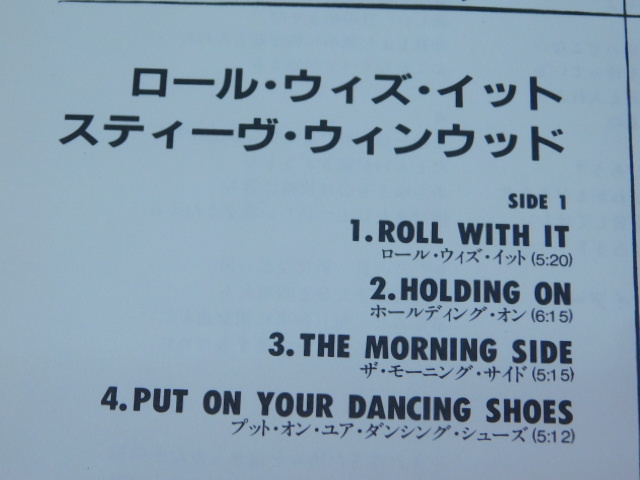 ロール・ウィズ・イット
スティーヴ・ウィンウッド
SIDE 1
1.ROLL WITH IT
ロール・ウィズ・イット(5:20)
2.HOLDING ON
ホールディング・オン(6:15)
3.THE MORNING SIDE
ザ・モーニング・サイド(5:15)
4.PUT ON YOUR DANCING SHOES
プット・オン・ユア・ダンシング・シューズ(5:12)